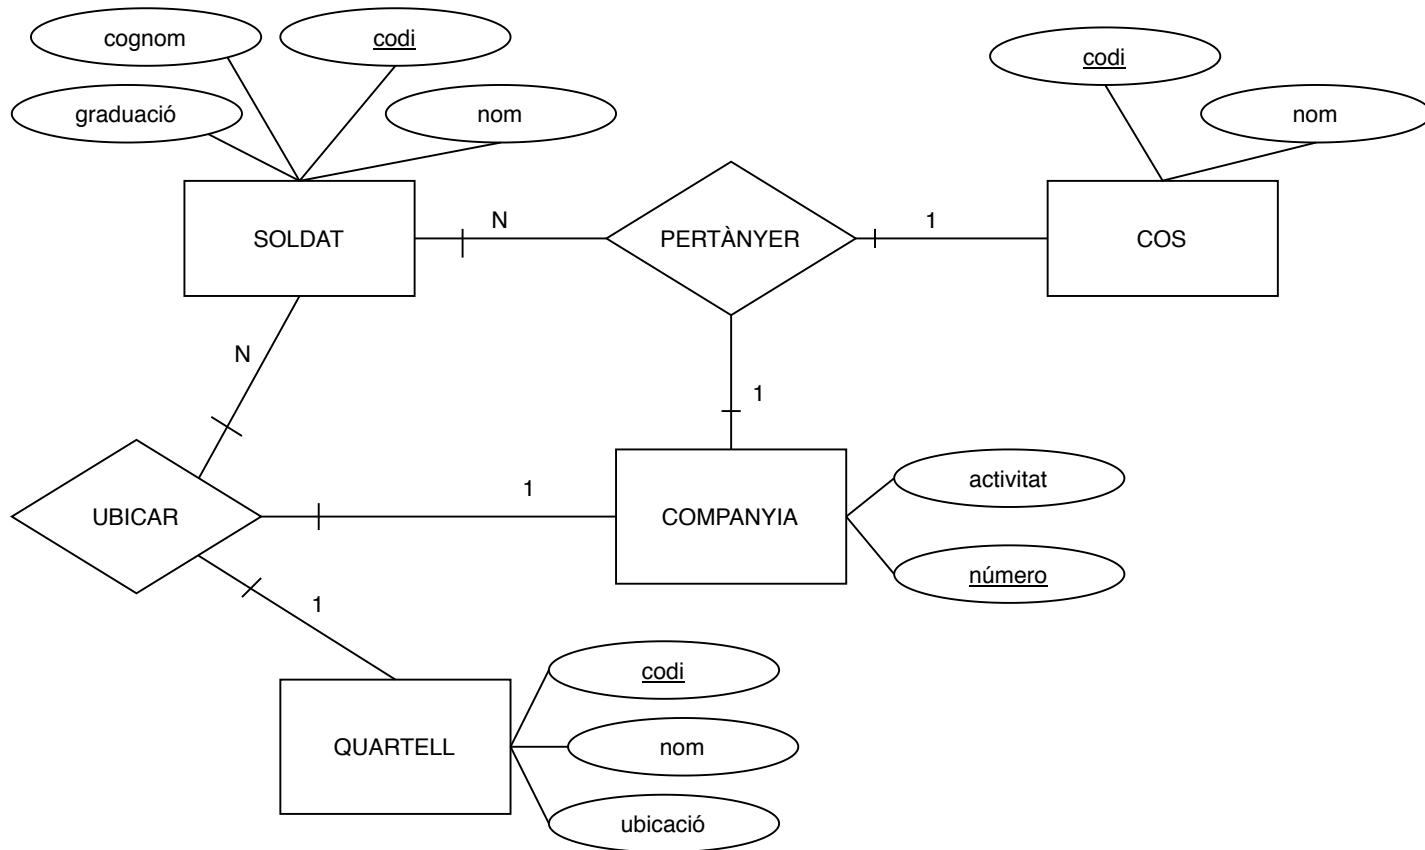 cognom
codi
graduació
nom
codi
nom
SOLDAT
N
PERTÀNYER
1
COS
N
1
UBICAR
1
COMPANYIA
activitat
número
1
QUARTELL
codi
nom
ubicació